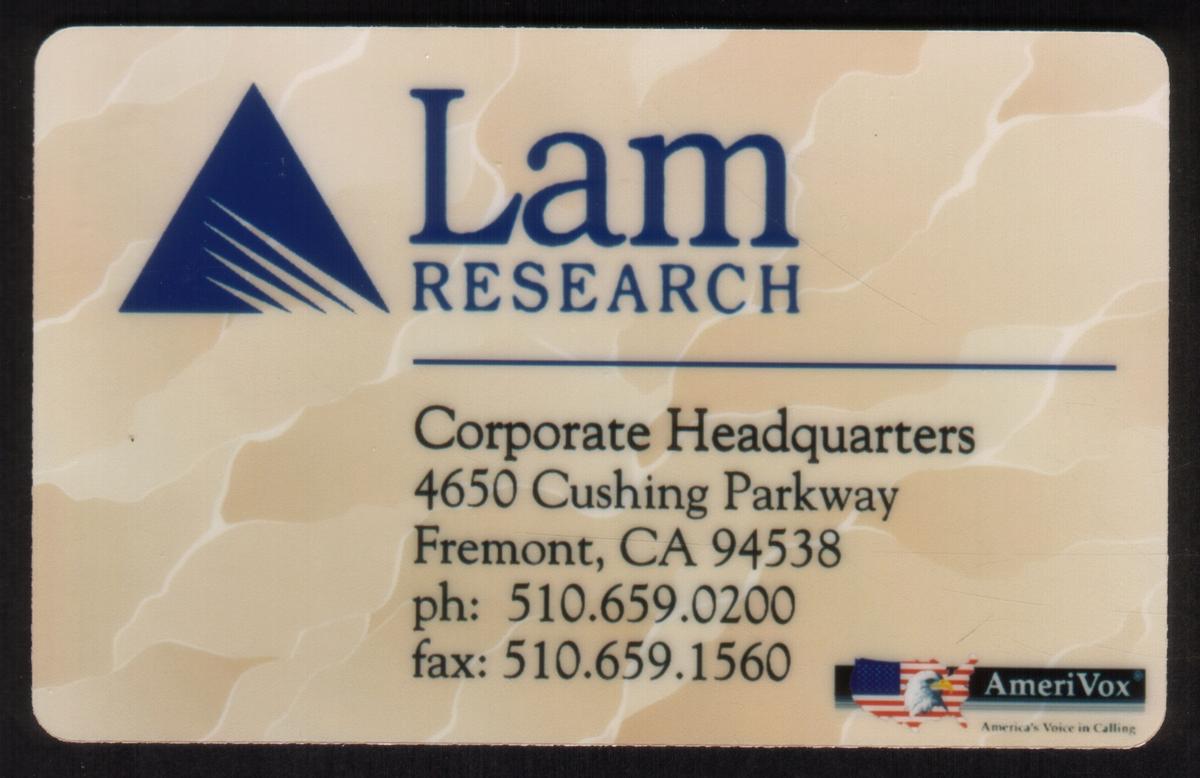 Lam
RESEARCH
Corporate Headquarters
4650 Cushing Parkway
Fremont, CA 94538
ph: 510.659.0200
fax: 510.659.1560
AmeriVox®
America's Voice in Calling